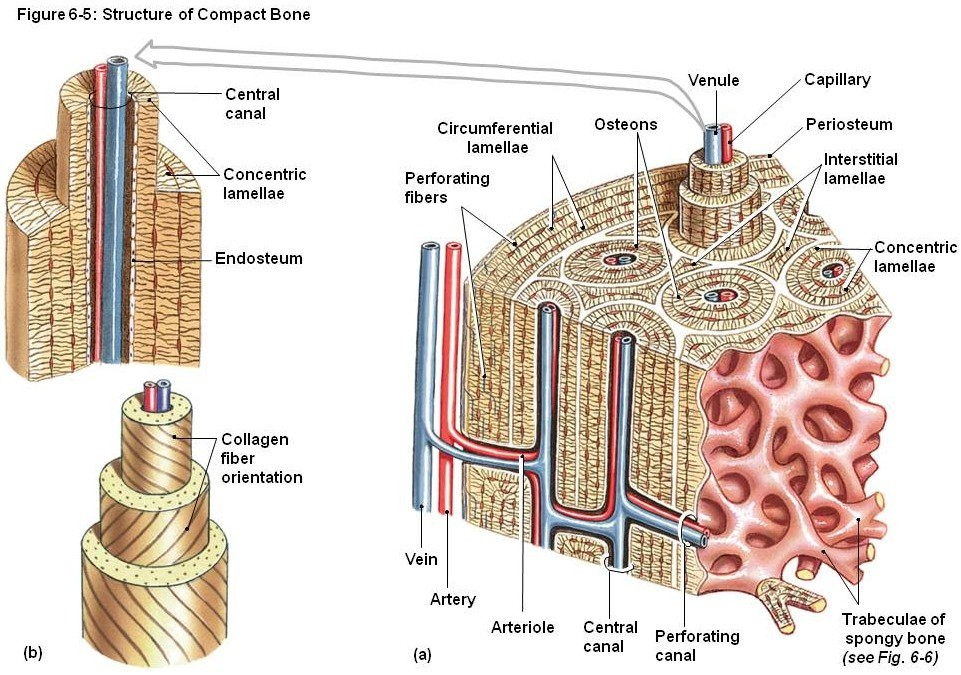 Figure 6-5: Structure of Compact Bone
Central
canal
Concentric
lamellae
Endosteum
Collagen
fiber
orientation
(b)
Venule
Capillary
Circumferential
lamellae
Osteons
Periosteum
Perforating
fibers
Interstitial
lamellae
Concentric
lamellae
Vein
Artery
Arteriole
Central
canal
Perforating
canal
Trabeculae of
spongy bone
(see Fig. 6-6)
(a)